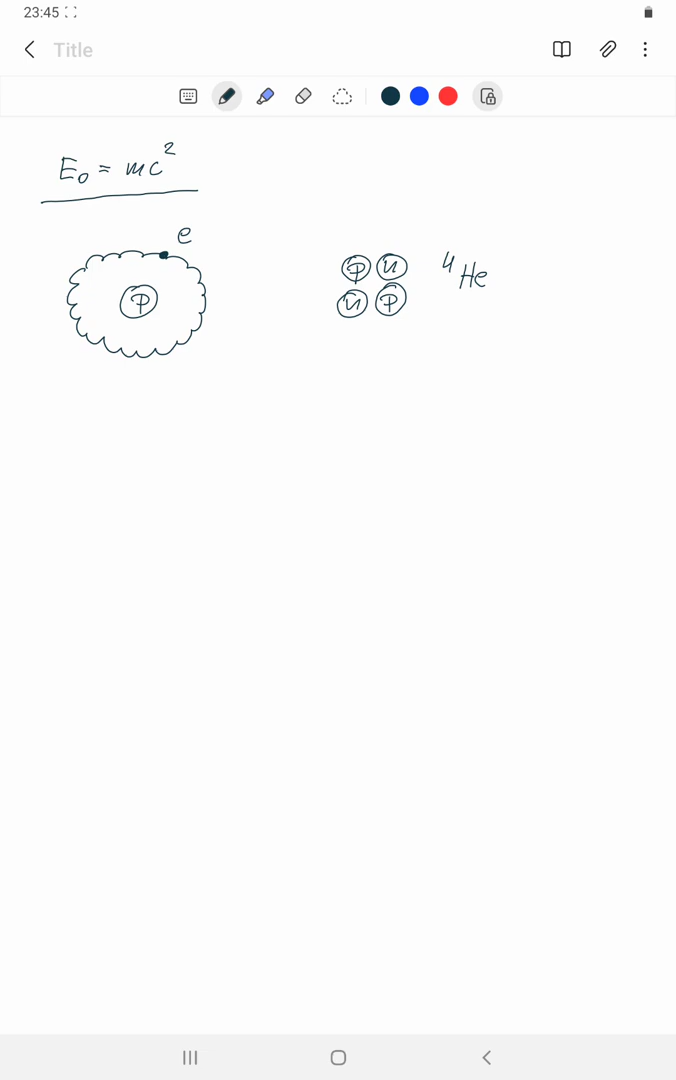 23:45
Title
E₀ = mc²
e
P
P n
n P
⁴He